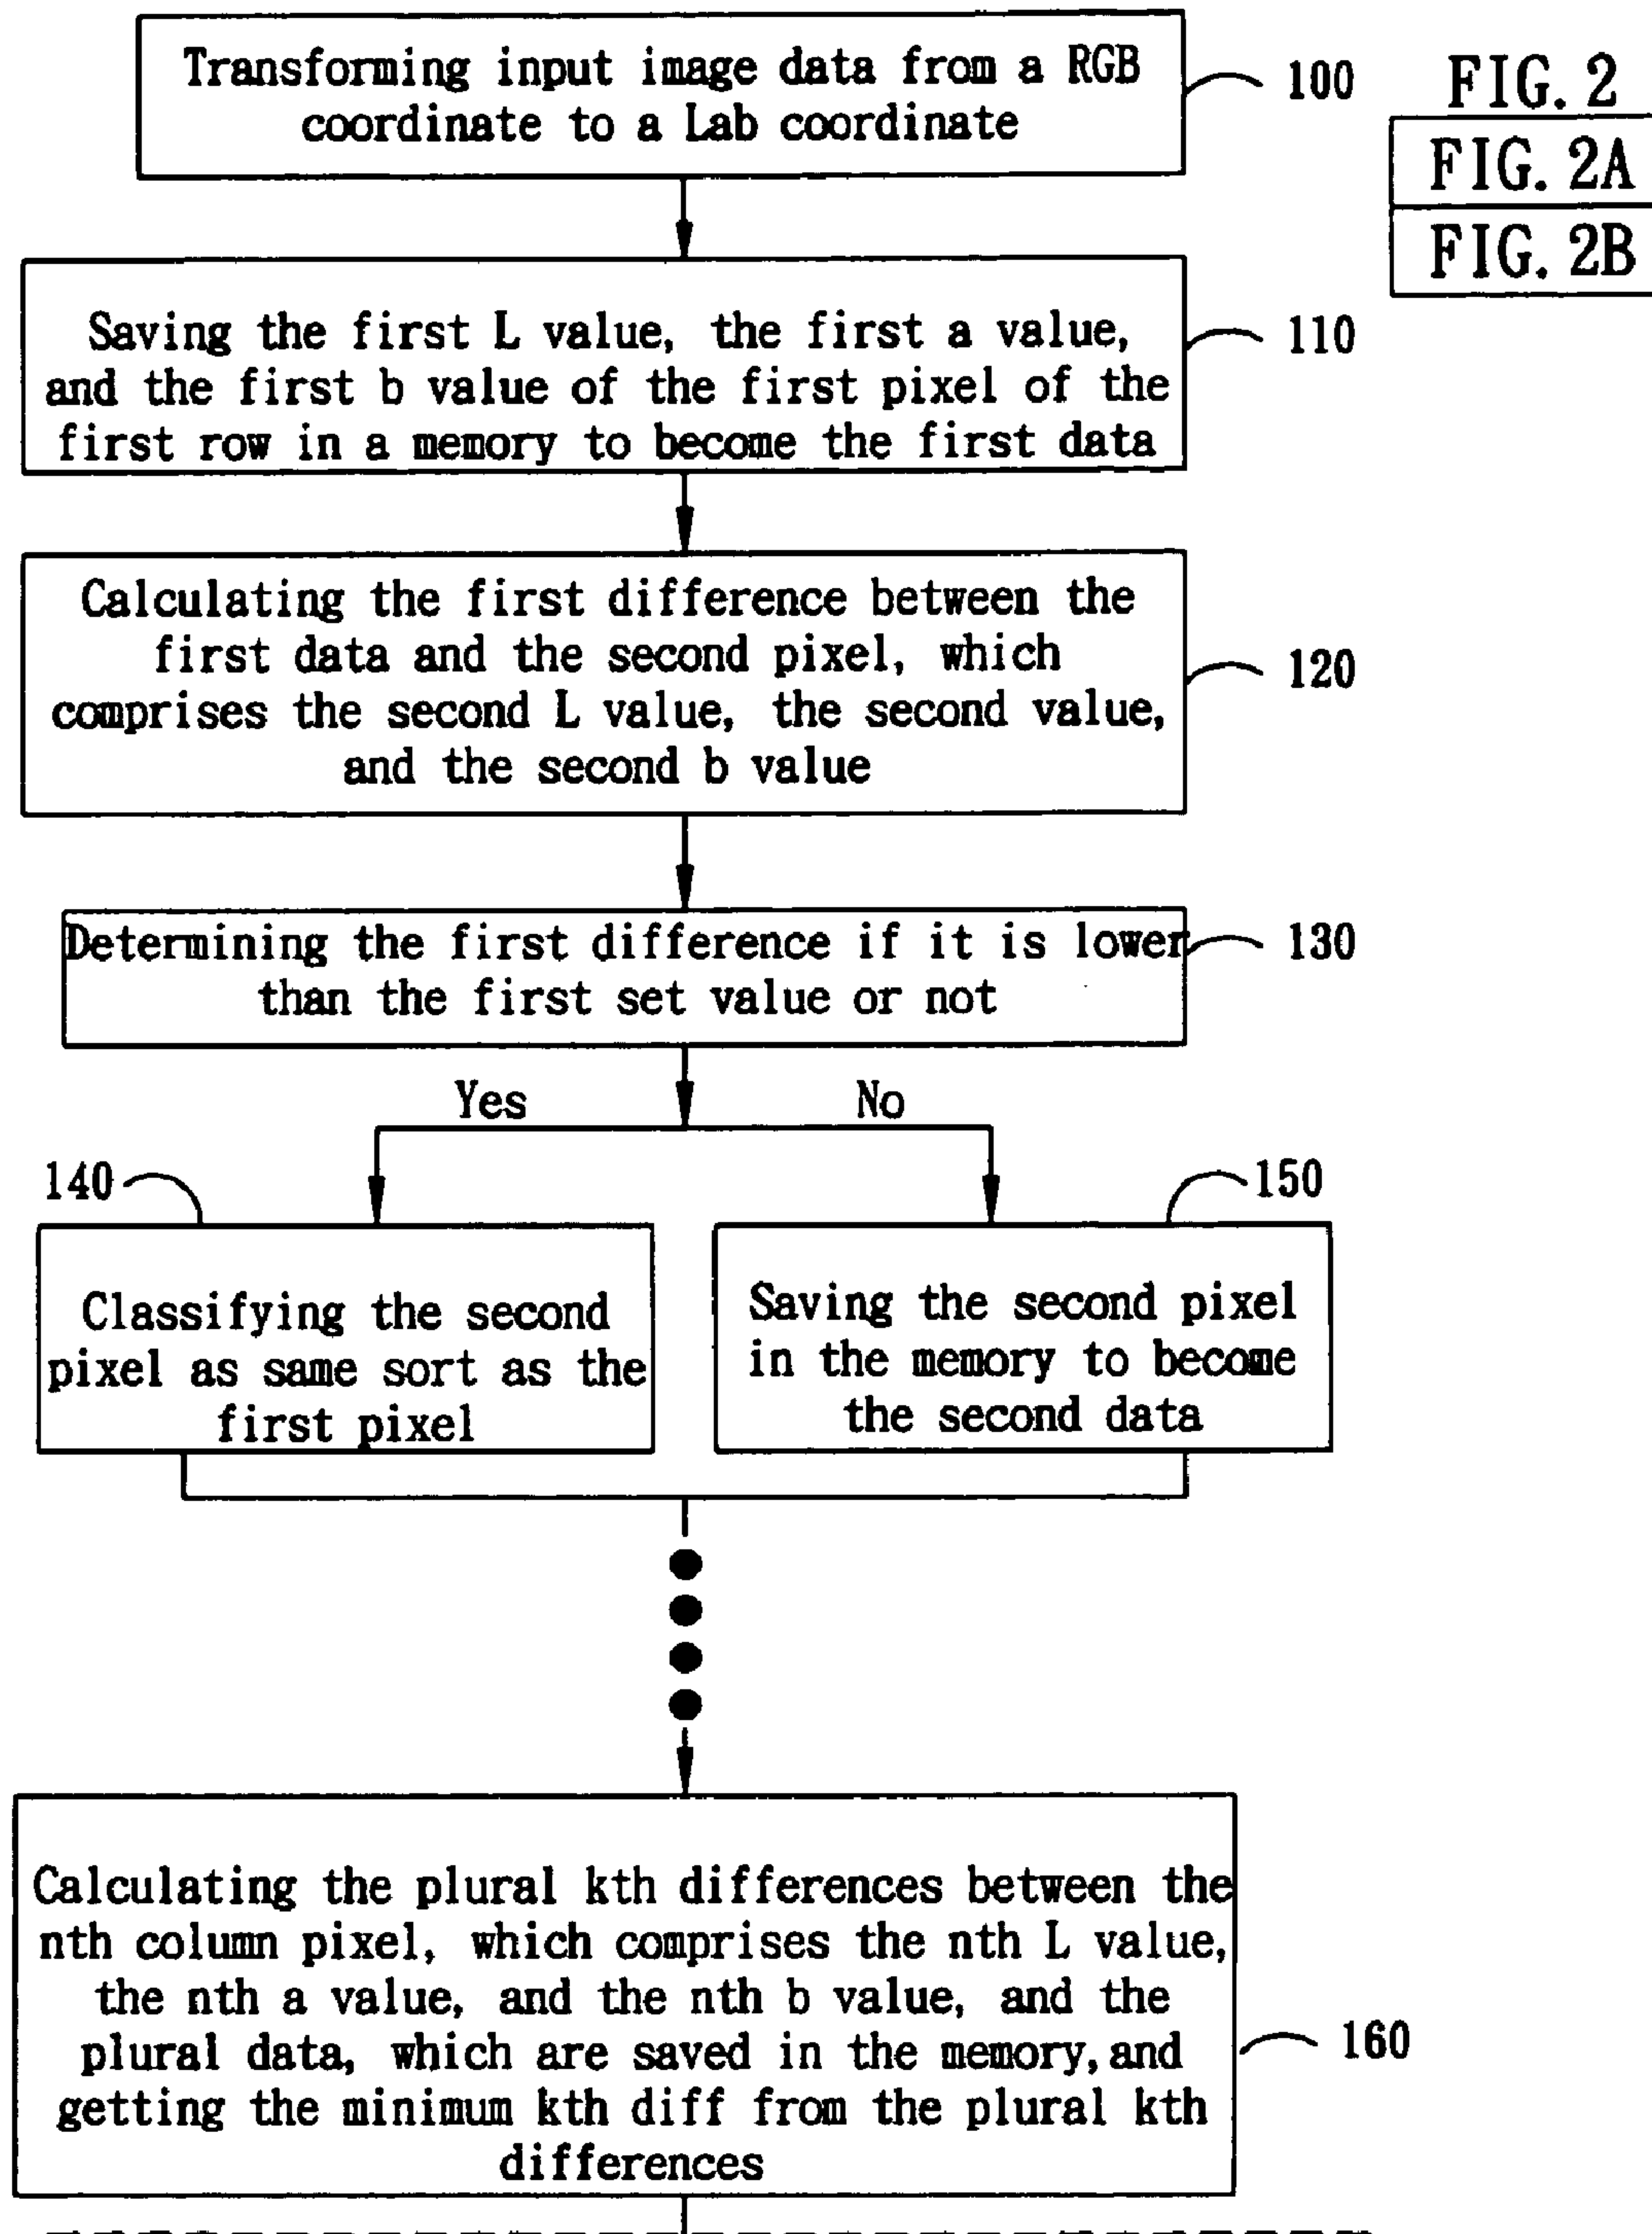 Transforming input image data from a RGB
coordinate to a Lab coordinate
100
FIG. 2
FIG. 2A
FIG. 2B
Saving the first L value, the first a value,
and the first b value of the first pixel of the
first row in a memory to become the first data
110
Calculating the first difference between the
first data and the second pixel, which
comprises the second L value, the second value,
and the second b value
120
Determining the first difference if it is lower
than the first set value or not
130
Yes
No
140
150
Classifying the second
pixel as same sort as the
first pixel
Saving the second pixel
in the memory to become
the second data
Calculating the plural kth differences between the
nth column pixel, which comprises the nth L value,
the nth a value, and the nth b value, and the
plural data, which are saved in the memory, and
getting the minimum kth diff from the plural kth
differences
160